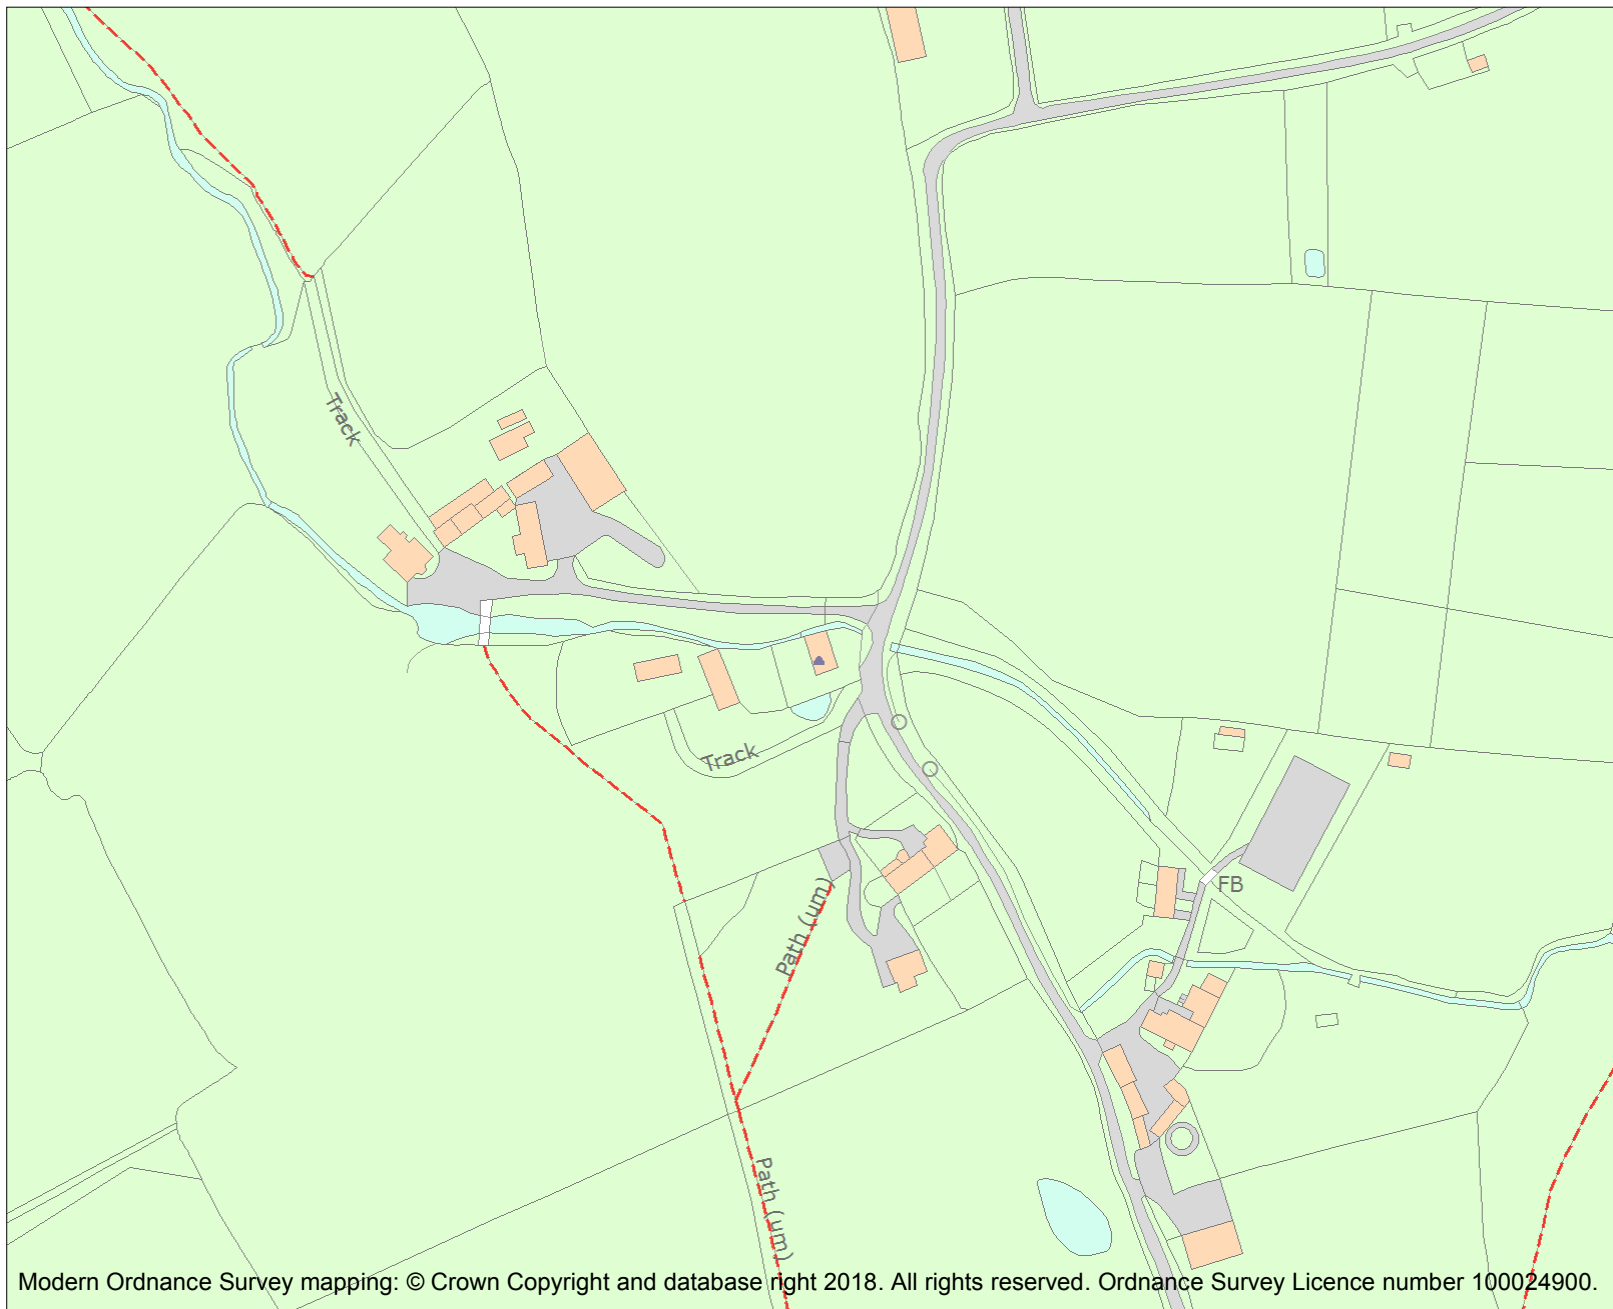 Track
Track
FB
Path (um)
Path (um)
Modern Ordnance Survey mapping: © Crown Copyright and database right 2018. All rights reserved. Ordnance Survey Licence number 100024900.